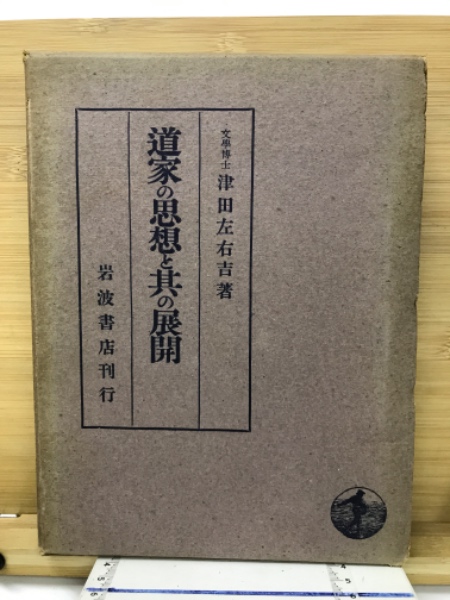 文學博士 津田左右吉著
道家の思想と其の展開
岩波書店刊行